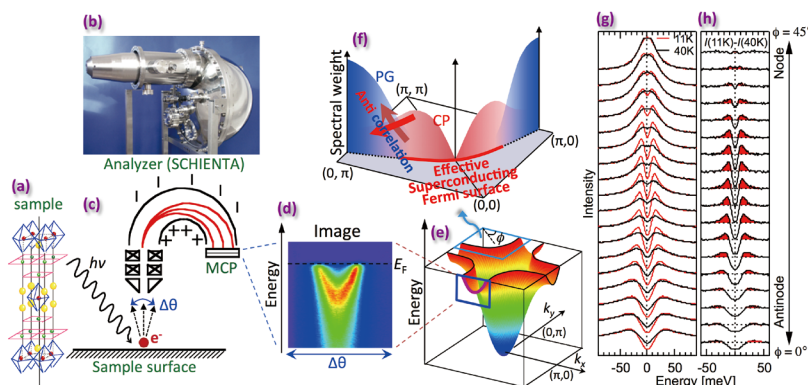 (b)
Analyzer (SCHIENTA)
(a)
sample
(c)
hν
Δθ
e-
Sample surface
MCP
(d)
Image
Energy
E_F
Δθ
(f)
Spectral weight
PG
(π, π)
CP
Anti correlation
(0, π)
(π,0)
Effective
Superconducting
Fermi surface
(0,0)
(e)
ϕ
Energy
k_y
(0,π)
k_x
(π,0)
(g)
11K
40K
Intensity
-50 0 50
Energy [meV]
(h)
I(11K)-I(40K)
-50 0 50
ϕ = 45°
Node
Antinode
ϕ = 0°